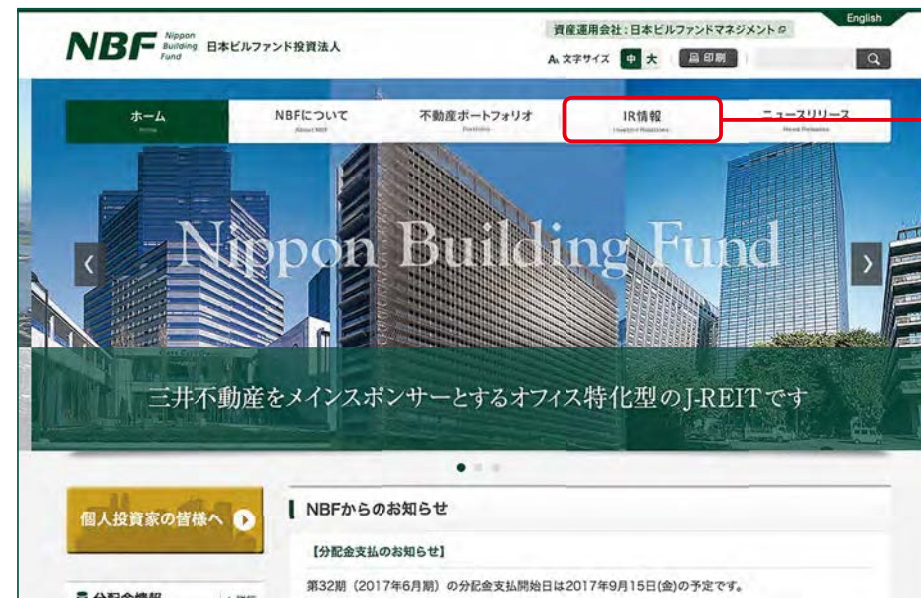 English
資産運用会社:日本ビルファンドマネジメント
NBF Nippon Building Fund 日本ビルファンド投資法人
A 文字サイズ 中 大 印刷
ホーム NBFについて 不動産ポートフォリオ IR情報 ニュースリリース
Home About NBF Portfolio Investor Relations News Releases
Nippon Building Fund
三井不動産をメインスポンサーとするオフィス特化型のJ-REITです
個人投資家の皆様へ
NBFからのお知らせ
【分配金支払のお知らせ】
第32期(2017年6月期)の分配金支払開始日は2017年9月15日(金)の予定です。
分配金情報